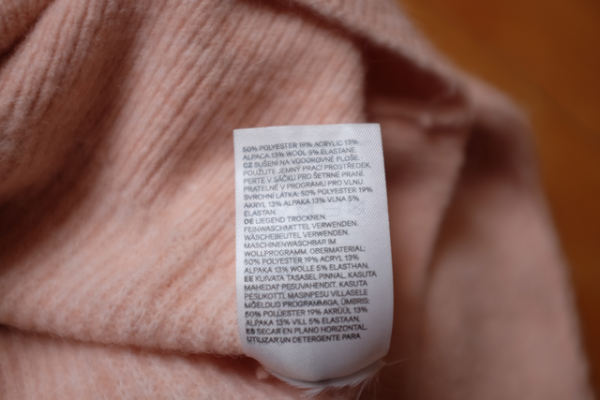 50% POLYESTER 19% ACRYLIC 13%
ALPACA 13% WOOL 5% ELASTANE.
CZ SUŠENÍ NA VODOROVNÉ PLOŠE.
POUŽIJTE JEMNÝ PRACÍ PROSTŘEDEK.
PERTE V SÁČKU PRO ŠETRNÉ PRANÍ.
PRATELNÉ V PROGRAMU PRO VLNU.
SVRCHNÍ LÁTKA: 50% POLYESTER 19%
AKRYL 13% ALPAKA 13% VLNA 5%
ELASTAN.
DE LIEGEND TROCKNEN.
FEINWASCHMITTEL VERWENDEN.
WÄSCHEBEUTEL VERWENDEN.
MASCHINENWASCHBAR IM
WOLLPROGRAMM. OBERMATERIAL:
50% POLYESTER 19% ACRYL 13%
ALPAKA 13% WOLLE 5% ELASTHAN.
EE KUIVATA TASASEL PINNAL. KASUTA
MAHEDAT PESUVAHENDIT. KASUTA
PESUKOTTI. MASINPESU VILLASELE
MÕELDUD PROGRAMMIGA. ÜMBRIS:
50% POLÜESTER 19% AKRÜÜL 13%
ALPAKA 13% VILL 5% ELASTAAN.
ES SECAR EN PLANO HORIZONTAL.
UTILIZAR UN DETERGENTE PARA